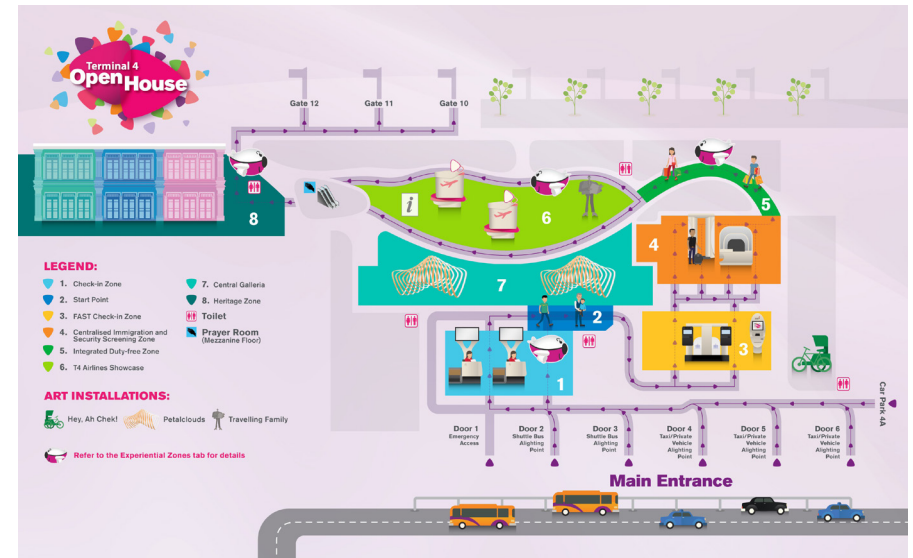 Terminal 4
Open House
Gate 12
Gate 11
Gate 10
8
i
6
5
4
7
2
3
1
LEGEND:
1. Check-in Zone
2. Start Point
3. FAST Check-in Zone
4. Centralised Immigration and
Security Screening Zone
5. Integrated Duty-free Zone
6. T4 Airlines Showcase
7. Central Galleria
8. Heritage Zone
Toilet
Prayer Room
(Mezzanine Floor)
ART INSTALLATIONS:
Hey, Ah Chek!
Petalclouds
Travelling Family
Refer to the Experiential Zones tab for details
Car Park 4A
Door 1
Emergency
Access
Door 2
Shuttle Bus
Alighting
Point
Door 3
Shuttle Bus
Alighting
Point
Door 4
Taxi/Private
Vehicle
Alighting
Point
Door 5
Taxi/Private
Vehicle
Alighting
Point
Door 6
Taxi/Private
Vehicle
Alighting
Point
Main Entrance